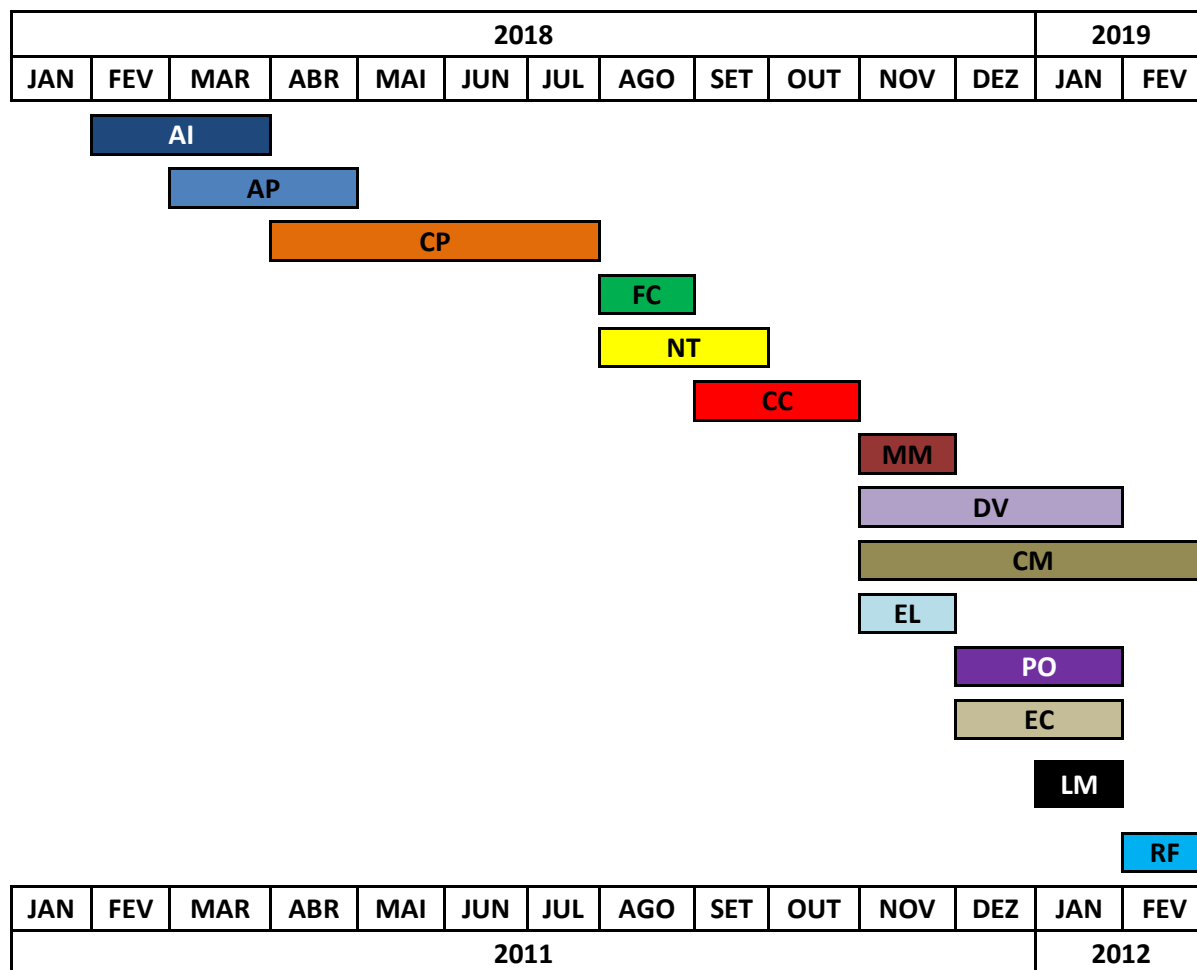 2018 2019
JAN FEV MAR ABR MAI JUN JUL AGO SET OUT NOV DEZ JAN FEV
AI
AP
CP
FC
NT
CC
MM
DV
CM
EL
PO
EC
LM
RF
JAN FEV MAR ABR MAI JUN JUL AGO SET OUT NOV DEZ JAN FEV
2011 2012